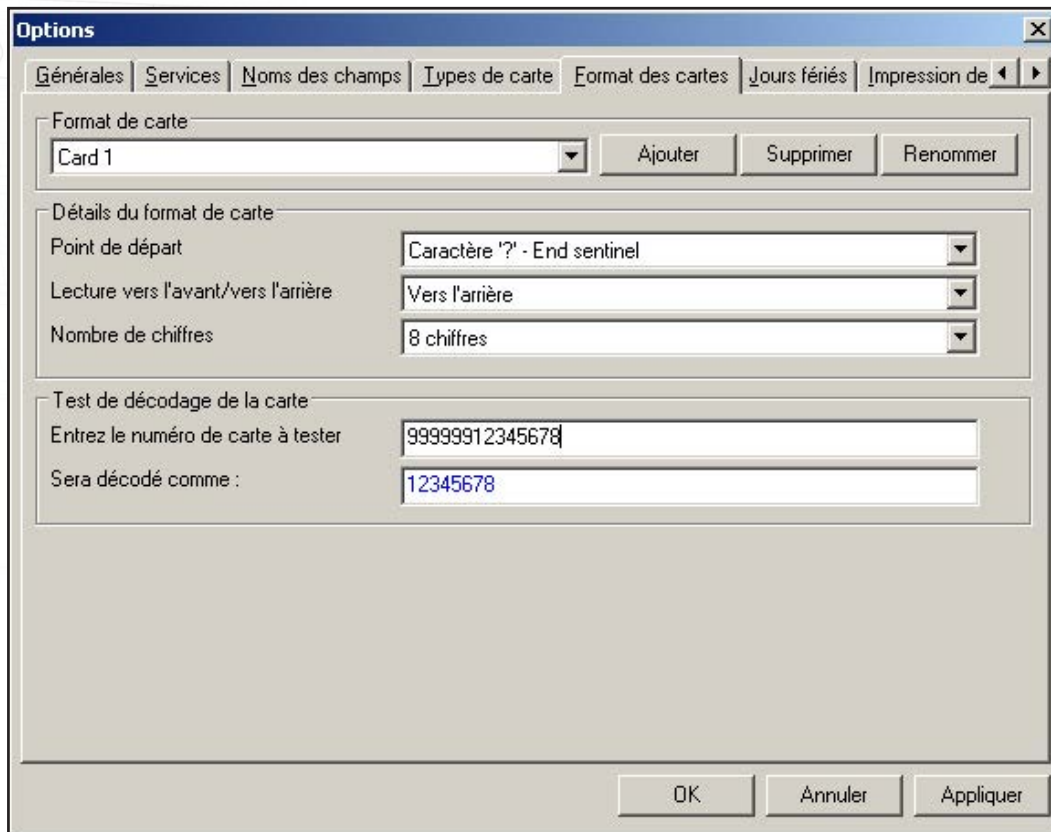 Options
Générales Services Noms des champs Types de carte Format des cartes Jours fériés Impression de
Format de carte
Card 1 Ajouter Supprimer Renommer
Détails du format de carte
Point de départ Caractère '?' - End sentinel
Lecture vers l'avant/vers l'arrière Vers l'arrière
Nombre de chiffres 8 chiffres
Test de décodage de la carte
Entrez le numéro de carte à tester 99999912345678
Sera décodé comme : 12345678
OK Annuler Appliquer